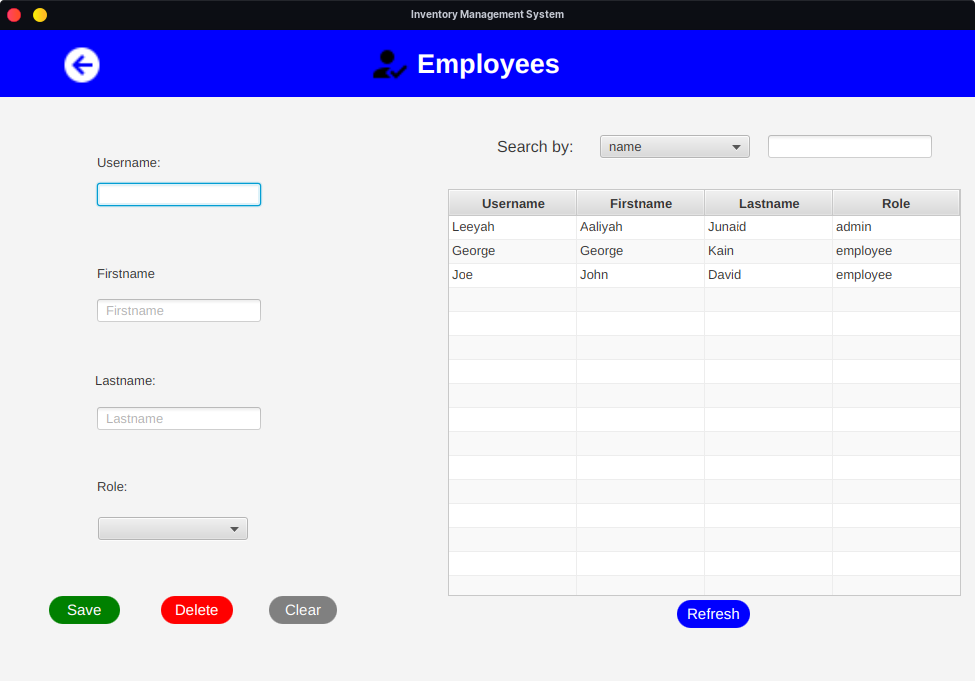 Inventory Management System
Employees
Username:
Firstname
Firstname
Lastname:
Lastname
Role:
Save Delete Clear
Search by: name
Username Firstname Lastname Role
Leeyah Aaliyah Junaid admin
George George Kain employee
Joe John David employee
Refresh